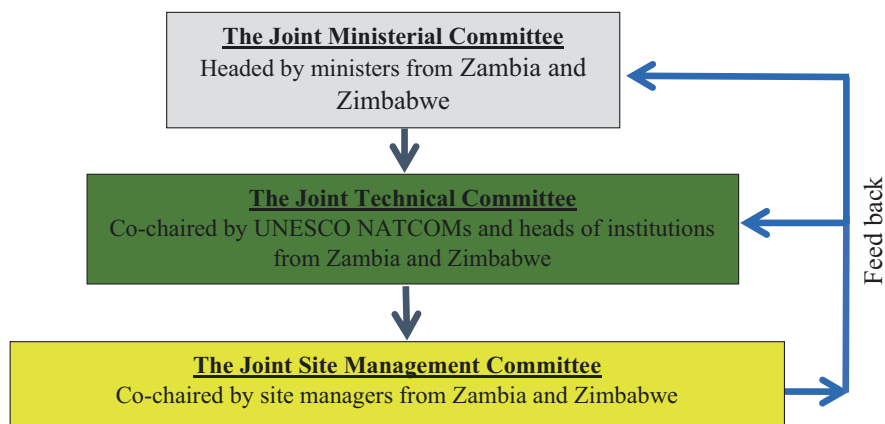 The Joint Ministerial Committee
Headed by ministers from Zambia and
Zimbabwe
The Joint Technical Committee
Co-chaired by UNESCO NATCOMs and heads of institutions
from Zambia and Zimbabwe
The Joint Site Management Committee
Co-chaired by site managers from Zambia and Zimbabwe
Feed back